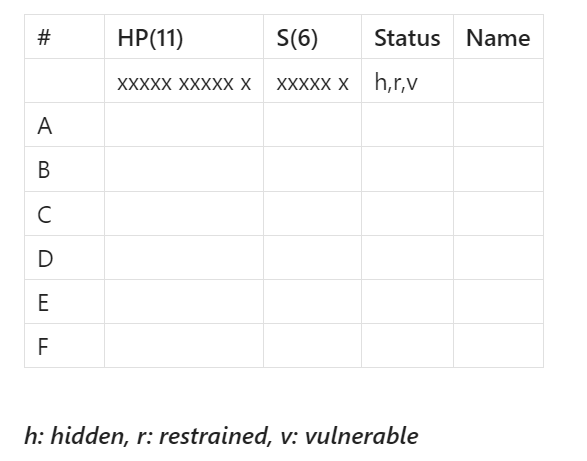 # HP(11) S(6) Status Name
xxxxx xxxxx x xxxxx x h,r,v
A
B
C
D
E
F
h: hidden, r: restrained, v: vulnerable